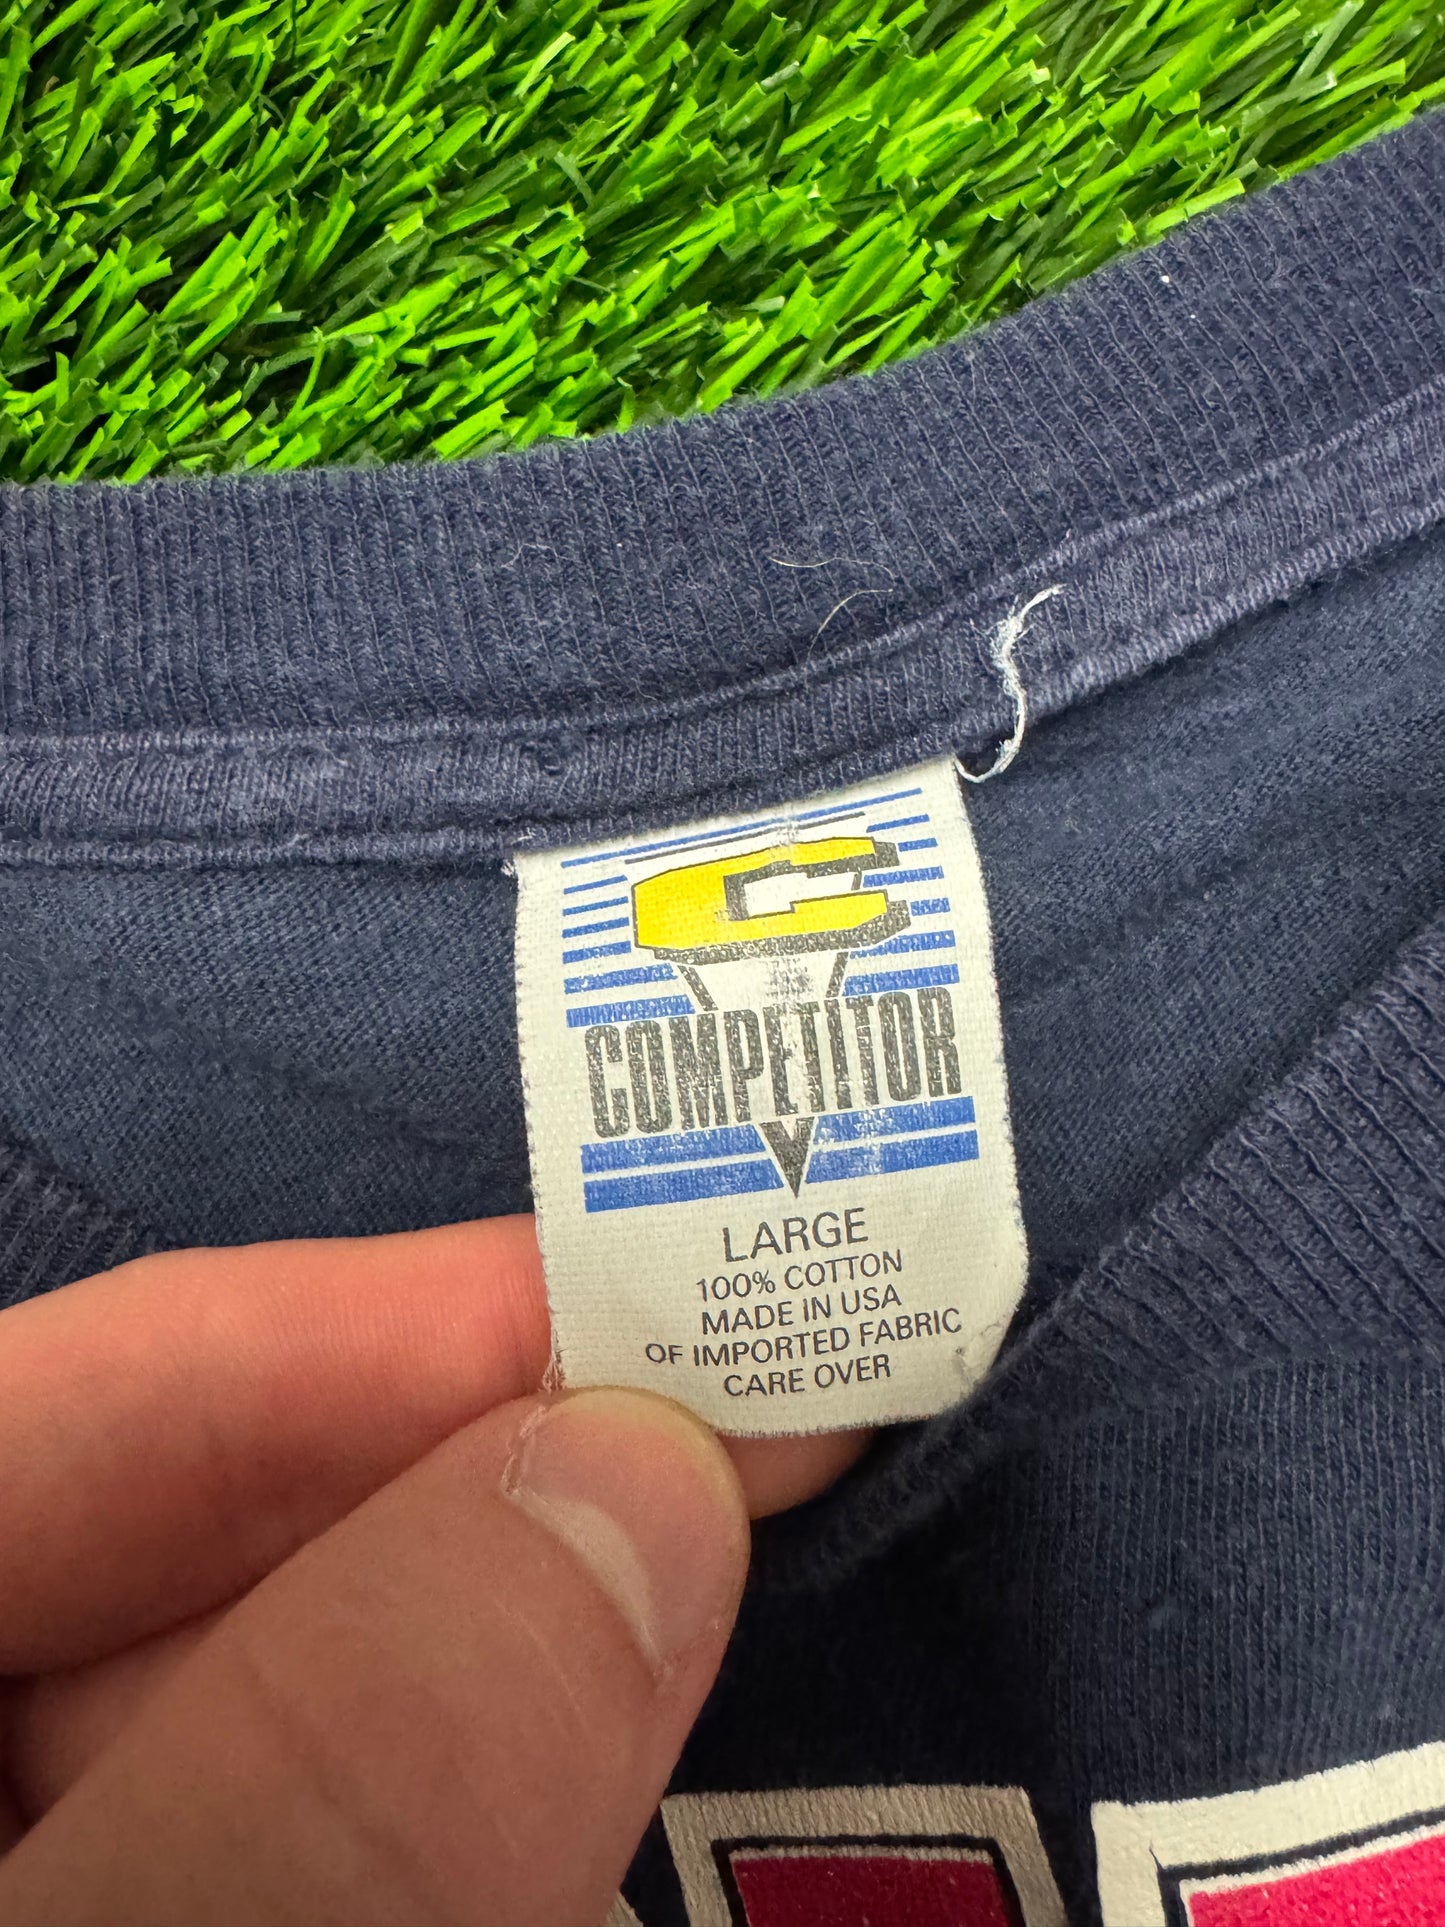 C
COMPETITOR
LARGE
100% COTTON
MADE IN USA
OF IMPORTED FABRIC
CARE OVER